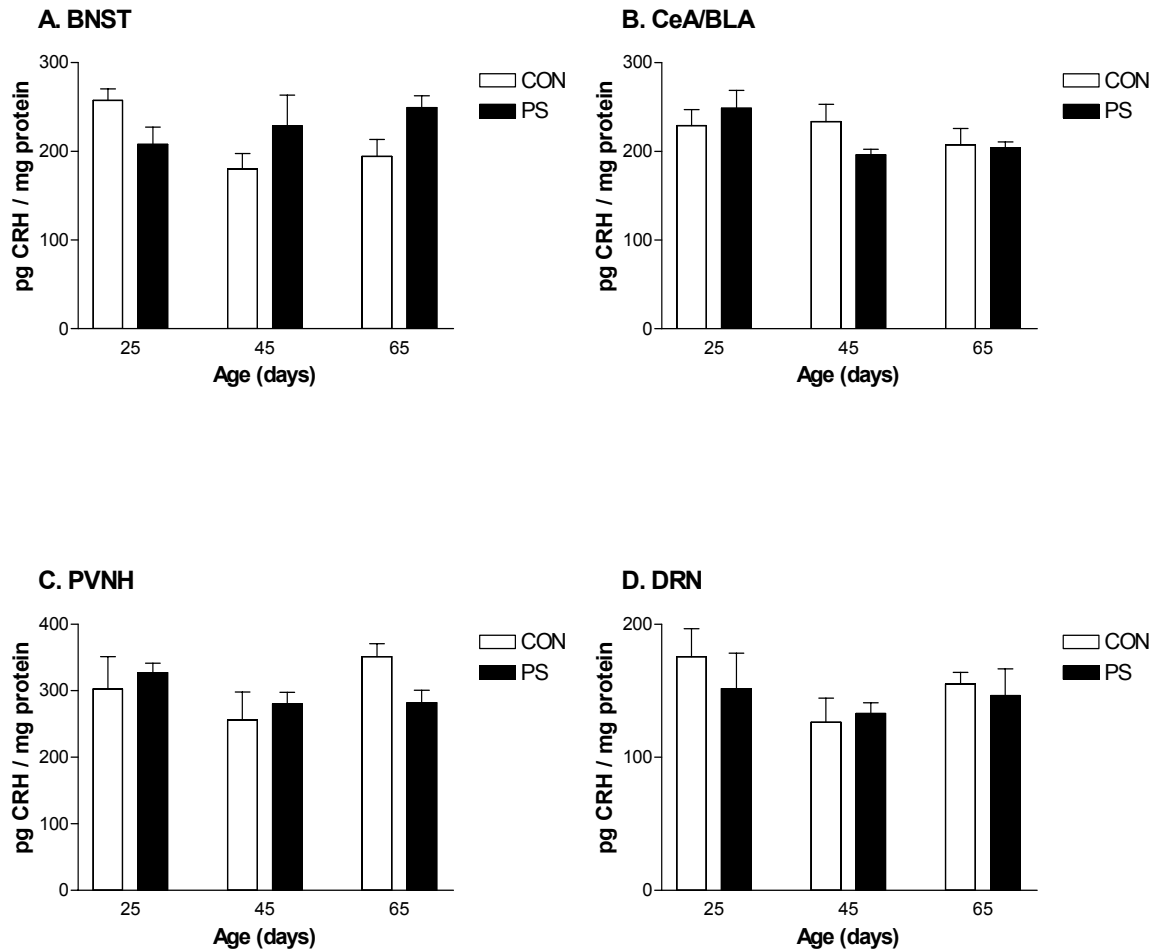 A. BNST
300
200
100
0
pg CRH / mg protein
25 45 65
Age (days)
CON
PS
B. CeA/BLA
300
200
100
0
pg CRH / mg protein
25 45 65
Age (days)
CON
PS
C. PVNH
400
300
200
100
0
pg CRH / mg protein
25 45 65
Age (days)
CON
PS
D. DRN
200
100
0
pg CRH / mg protein
25 45 65
Age (days)
CON
PS